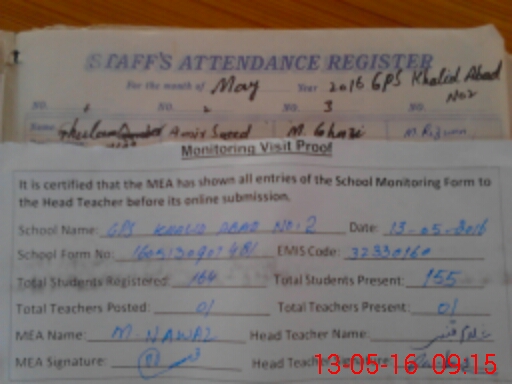 STAFF'S ATTENDANCE REGISTER
For the month of May Year 2016 GPS Khalid Abad
No2
NO. NO. 2 NO. 3 NO.
Name Amir Saeed M. Ghazi M. Rizwan
Monitoring Visit Proof
It is certified that the MEA has shown all entries of the School Monitoring Form to
the Head Teacher before its online submission.
School Name: GPS KHALID ABAD NO: 2 Date: 13-05-2016
School Form No: EMIS Code: 32330160
Total Students Registered: 164 Total Students Present: 155
Total Teachers Posted: 01 Total Teachers Present: 01
MEA Name: M. NAWAZ Head Teacher Name:
MEA Signature: Head Teacher Signature:
13-05-16 09:15